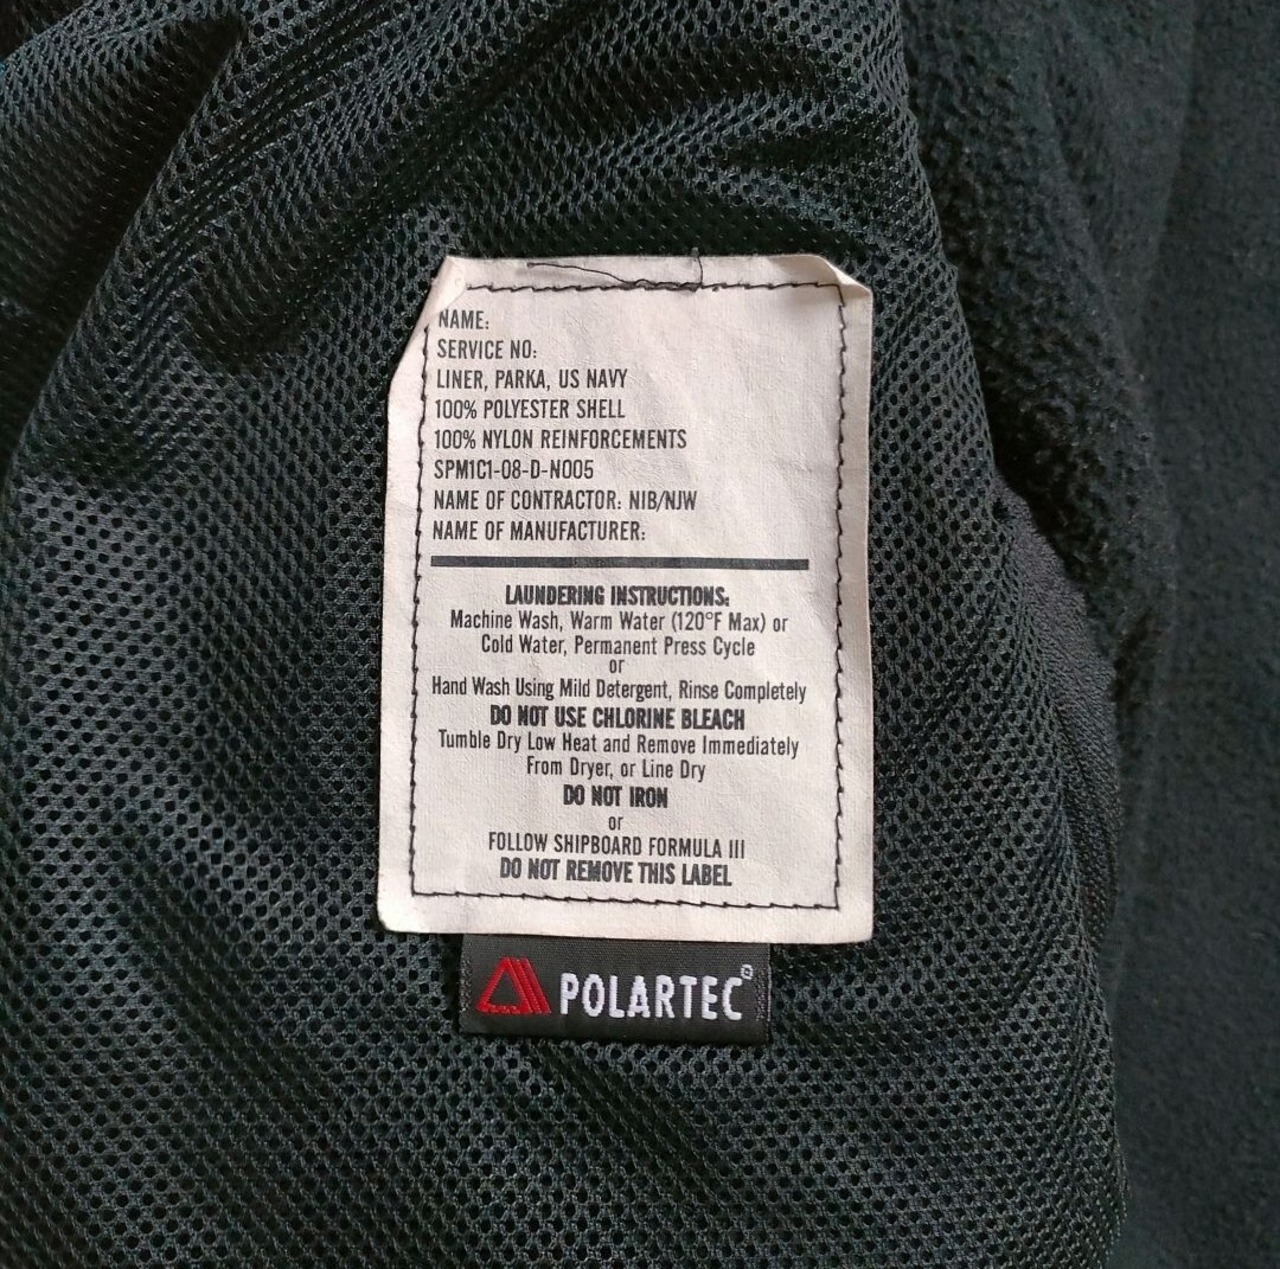 NAME:
SERVICE NO:
LINER, PARKA, US NAVY
100% POLYESTER SHELL
100% NYLON REINFORCEMENTS
SPM1C1-08-D-N005
NAME OF CONTRACTOR: NIB/NJW
NAME OF MANUFACTURER:
LAUNDERING INSTRUCTIONS:
Machine Wash, Warm Water (120°F Max) or
Cold Water, Permanent Press Cycle
or
Hand Wash Using Mild Detergent, Rinse Completely
DO NOT USE CHLORINE BLEACH
Tumble Dry Low Heat and Remove Immediately
From Dryer, or Line Dry
DO NOT IRON
or
FOLLOW SHIPBOARD FORMULA III
DO NOT REMOVE THIS LABEL
POLARTEC®